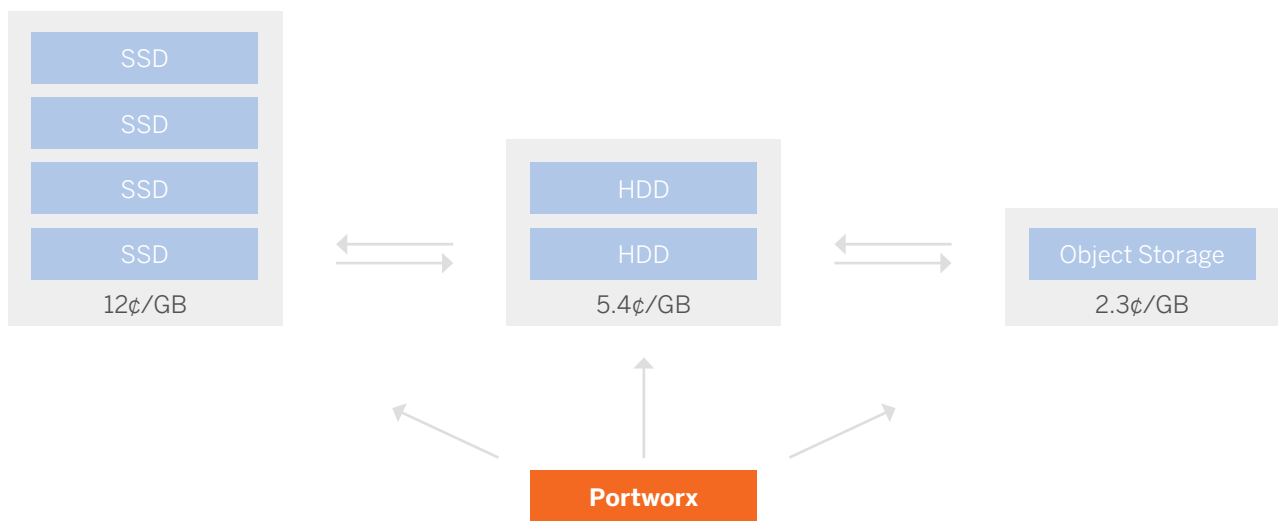 SSD
SSD
SSD
SSD
12¢/GB
HDD
HDD
5.4¢/GB
Object Storage
2.3¢/GB
Portworx